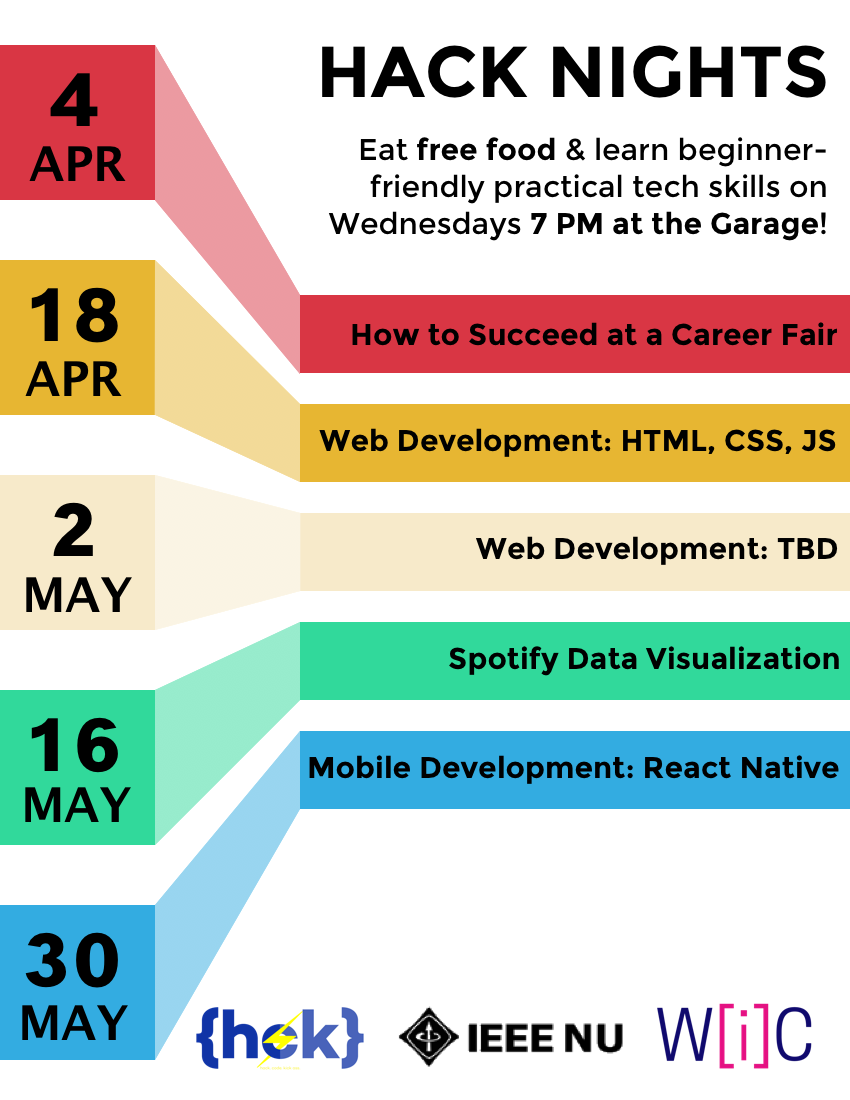 HACK NIGHTS
Eat free food & learn beginner-
friendly practical tech skills on
Wednesdays 7 PM at the Garage!
4
APR
How to Succeed at a Career Fair
18
APR
Web Development: HTML, CSS, JS
2
MAY
Web Development: TBD
16
MAY
Spotify Data Visualization
30
MAY
Mobile Development: React Native
{hek}
IEEE NU
W[i]C